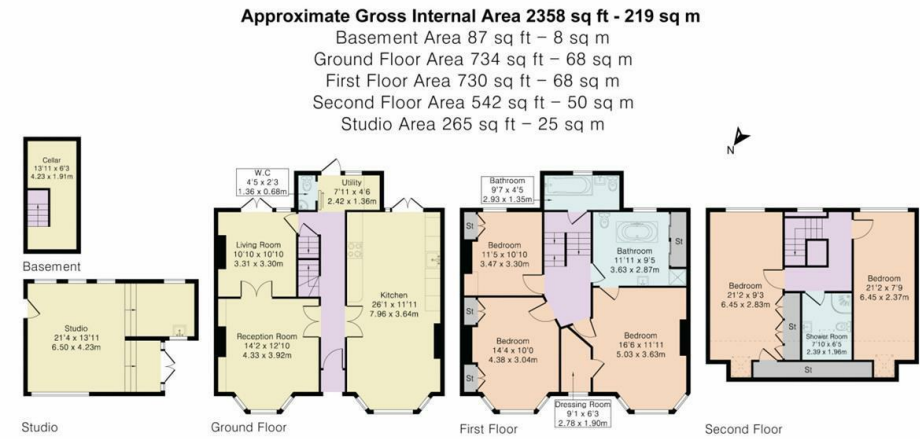 Approximate Gross Internal Area 2358 sq ft - 219 sq m
Basement Area 87 sq ft – 8 sq m
Ground Floor Area 734 sq ft – 68 sq m
First Floor Area 730 sq ft – 68 sq m
Second Floor Area 542 sq ft – 50 sq m
Studio Area 265 sq ft – 25 sq m
N
Cellar
13'11 x 6'3
4.23 x 1.91m
Basement
Studio
21'4 x 13'11
6.50 x 4.23m
Studio
W.C
4'5 x 2'3
1.36 x 0.68m
Utility
7'11 x 4'6
2.42 x 1.36m
Living Room
10'10 x 10'10
3.31 x 3.30m
Kitchen
26'1 x 11'11
7.96 x 3.64m
Reception Room
14'2 x 12'10
4.33 x 3.92m
Ground Floor
Bathroom
9'7 x 4'5
2.93 x 1.35m
St
Bedroom
11'5 x 10'10
3.47 x 3.30m
Bathroom
11'11 x 9'5
3.63 x 2.87m
St
St
Bedroom
14'4 x 10'0
4.38 x 3.04m
St
Bedroom
16'6 x 11'11
5.03 x 3.63m
Dressing Room
9'1 x 6'3
2.78 x 1.90m
First Floor
Bedroom
21'2 x 9'3
6.45 x 2.83m
Bedroom
21'2 x 7'9
6.45 x 2.37m
St
Shower Room
7'10 x 6'5
2.39 x 1.96m
St
Second Floor